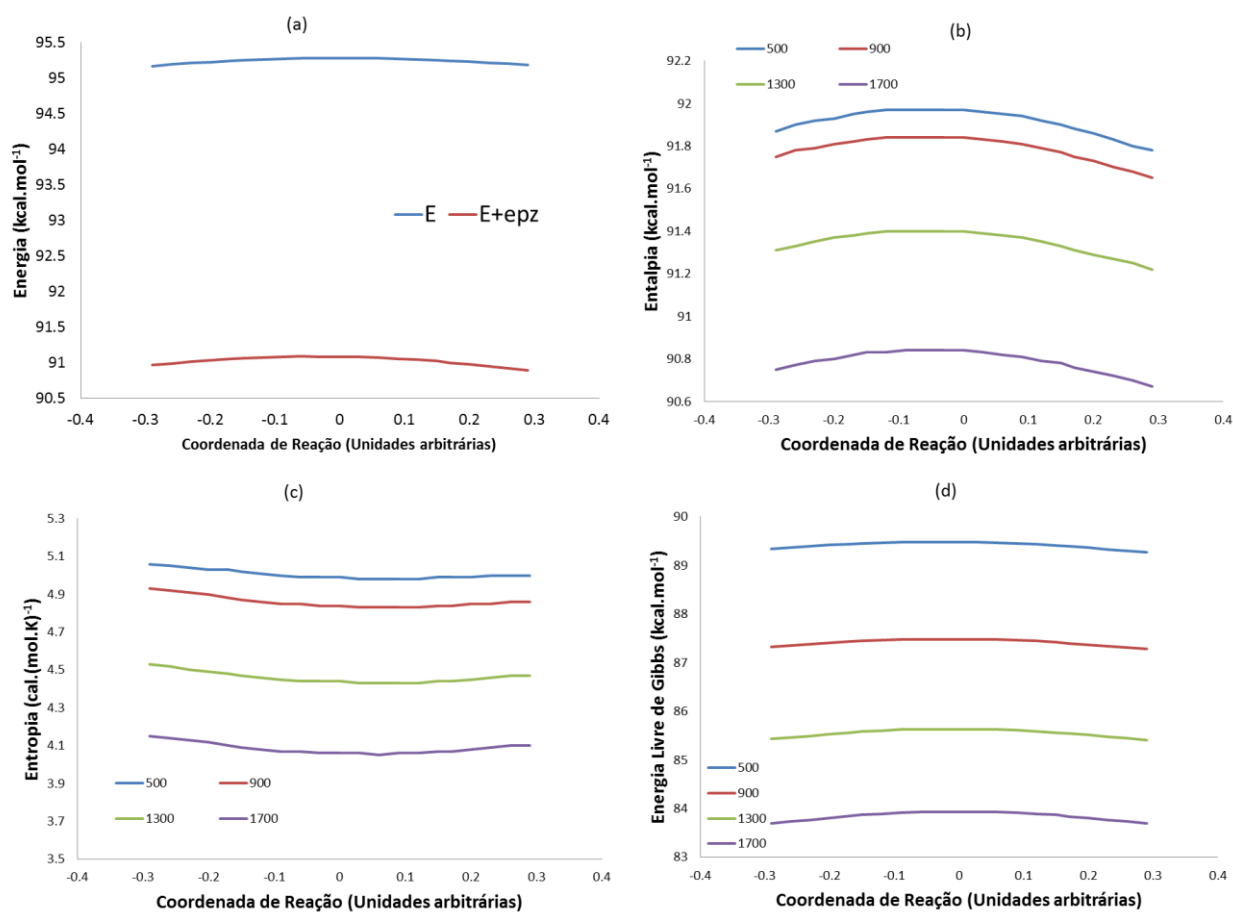 (a)
95.5
95
94.5
94
93.5
93
92.5
92
91.5
91
90.5
Energia (kcal.mol-1)
E E+epz
-0.4 -0.3 -0.2 -0.1 0 0.1 0.2 0.3 0.4
Coordenada de Reação (Unidades arbitrárias)
(b)
500 900
1300 1700
92.2
92
91.8
91.6
91.4
91.2
91
90.8
90.6
Entalpia (kcal.mol-1)
-0.4 -0.3 -0.2 -0.1 0 0.1 0.2 0.3 0.4
Coordenada de Reação (Unidades arbitrárias)
(c)
5.3
5.1
4.9
4.7
4.5
4.3
4.1
3.9
3.7
3.5
Entropia (cal.(mol.K)-1
500 900
1300 1700
-0.4 -0.3 -0.2 -0.1 0 0.1 0.2 0.3 0.4
Coordenada de Reação (Unidades arbitrárias)
(d)
90
89
88
87
86
85
84
83
Energia Livre de Gibbs (kcal.mol-1)
500
900
1300
1700
-0.4 -0.3 -0.2 -0.1 0 0.1 0.2 0.3 0.4
Coordenada de Reação (Unidades arbitrárias)